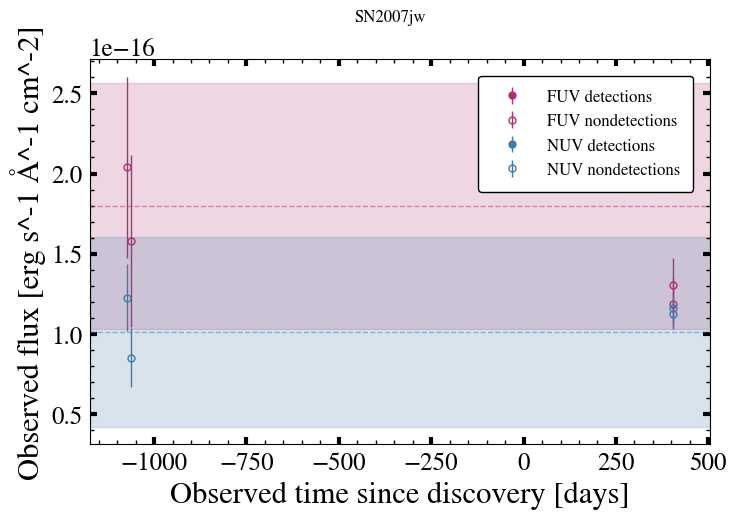 SN2007jw
1e−16
Observed flux [erg s^-1 Å^-1 cm^-2]
2.5
2.0
1.5
1.0
0.5
FUV detections
FUV nondetections
NUV detections
NUV nondetections
−1000 −750 −500 −250 0 250 500
Observed time since discovery [days]